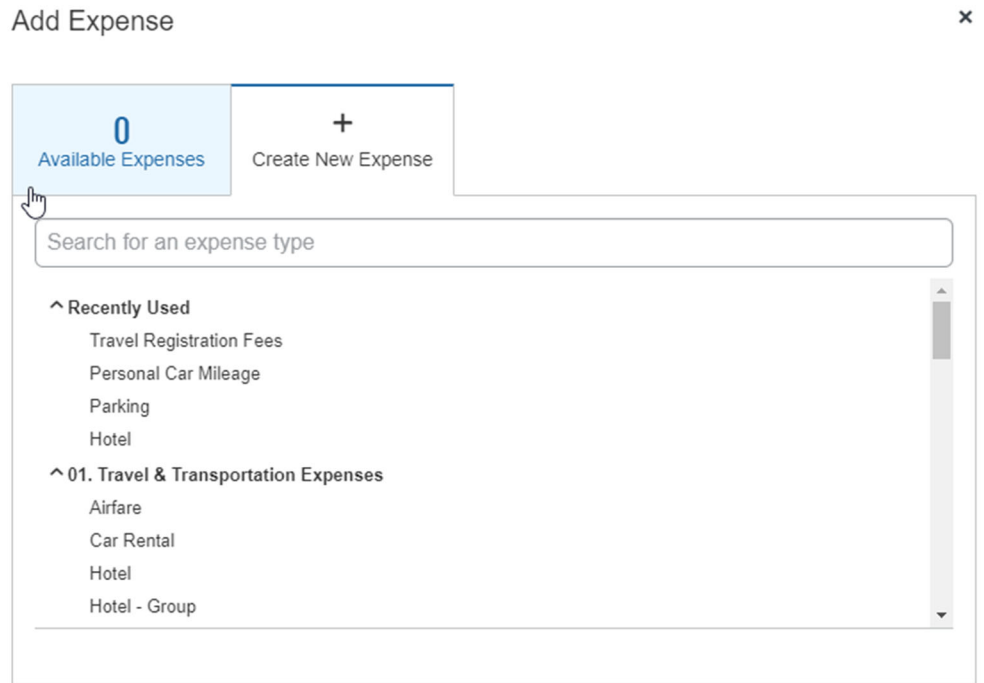 Add Expense
0
Available Expenses
+
Create New Expense
Search for an expense type
Recently Used
Travel Registration Fees
Personal Car Mileage
Parking
Hotel
01. Travel & Transportation Expenses
Airfare
Car Rental
Hotel
Hotel - Group